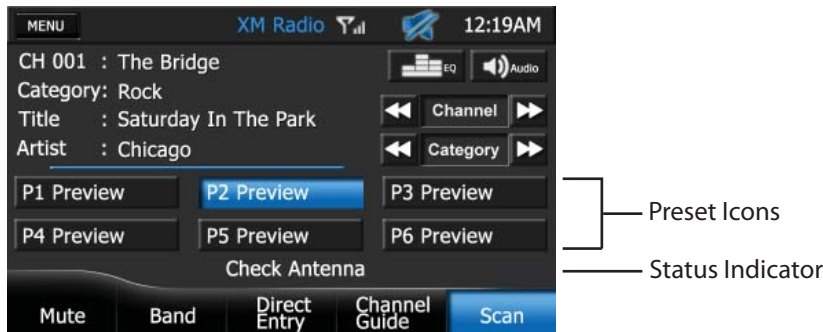 MENU XM Radio 12:19AM
CH 001 : The Bridge
EQ Audio
Category: Rock
Title : Saturday In The Park
Channel
Artist : Chicago
Category
P1 Preview P2 Preview P3 Preview
P4 Preview P5 Preview P6 Preview
Preset Icons
Check Antenna
Status Indicator
Mute Band Direct Entry Channel Guide Scan